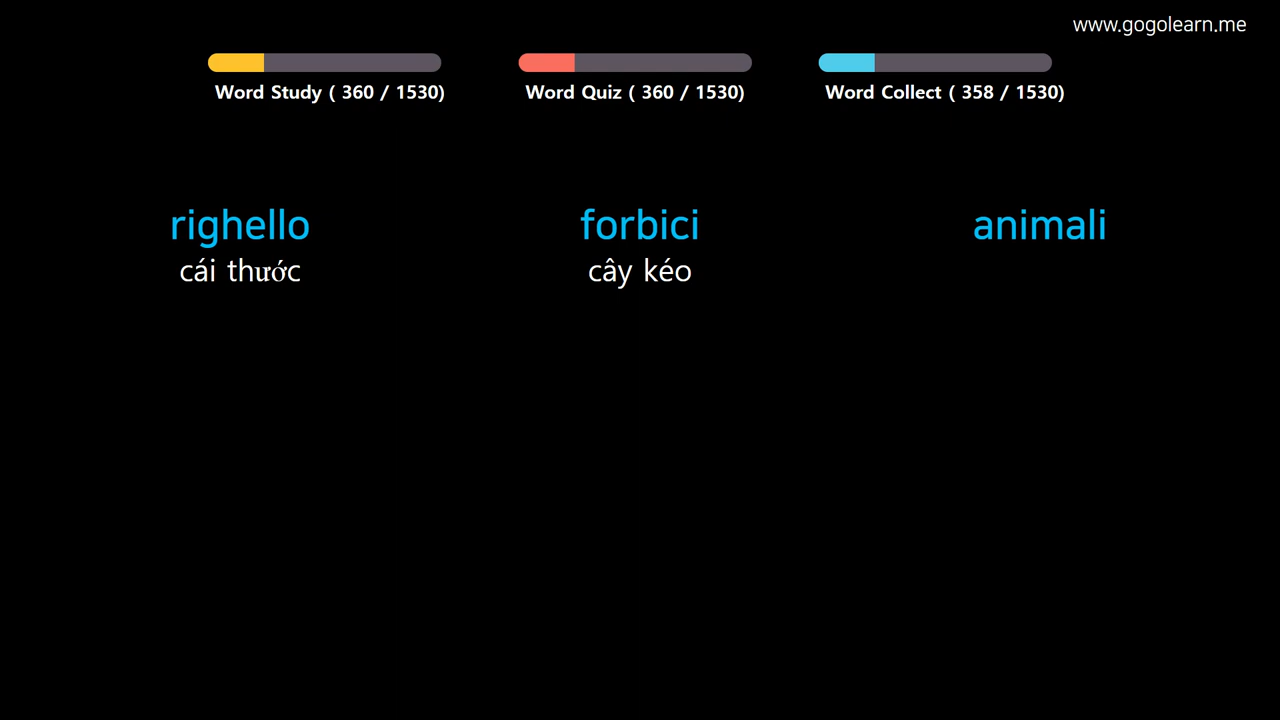 www.gogolearn.me
Word Study ( 360 / 1530)
Word Quiz ( 360 / 1530)
Word Collect ( 358 / 1530)
righello
cái thước
forbici
cây kéo
animali